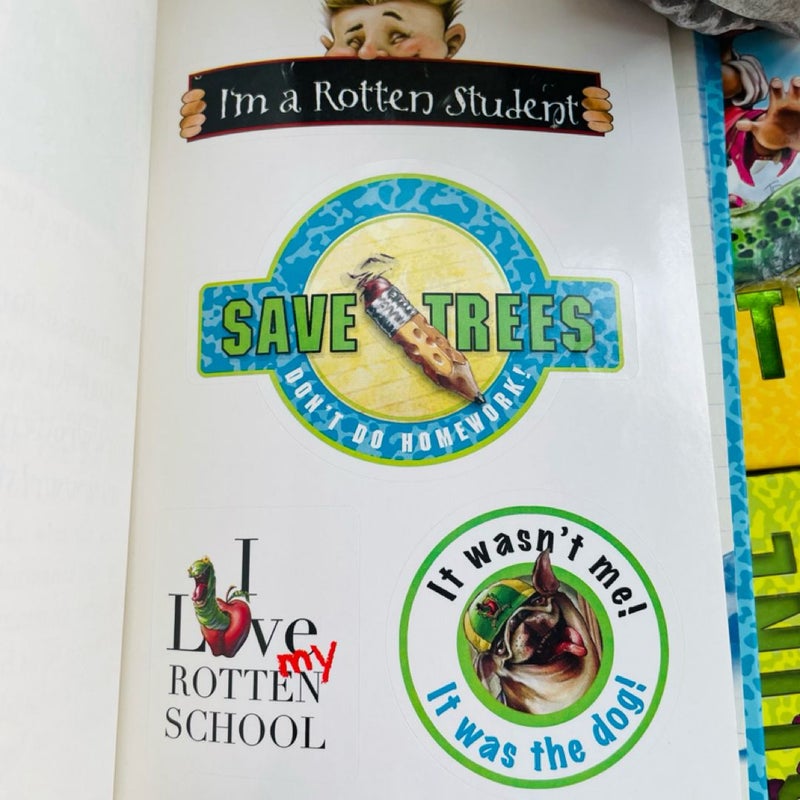 I'm a Rotten Student
SAVE TREES
DON'T DO HOMEWORK!
I
Love
my
ROTTEN
SCHOOL
It wasn't me!
It was the dog!